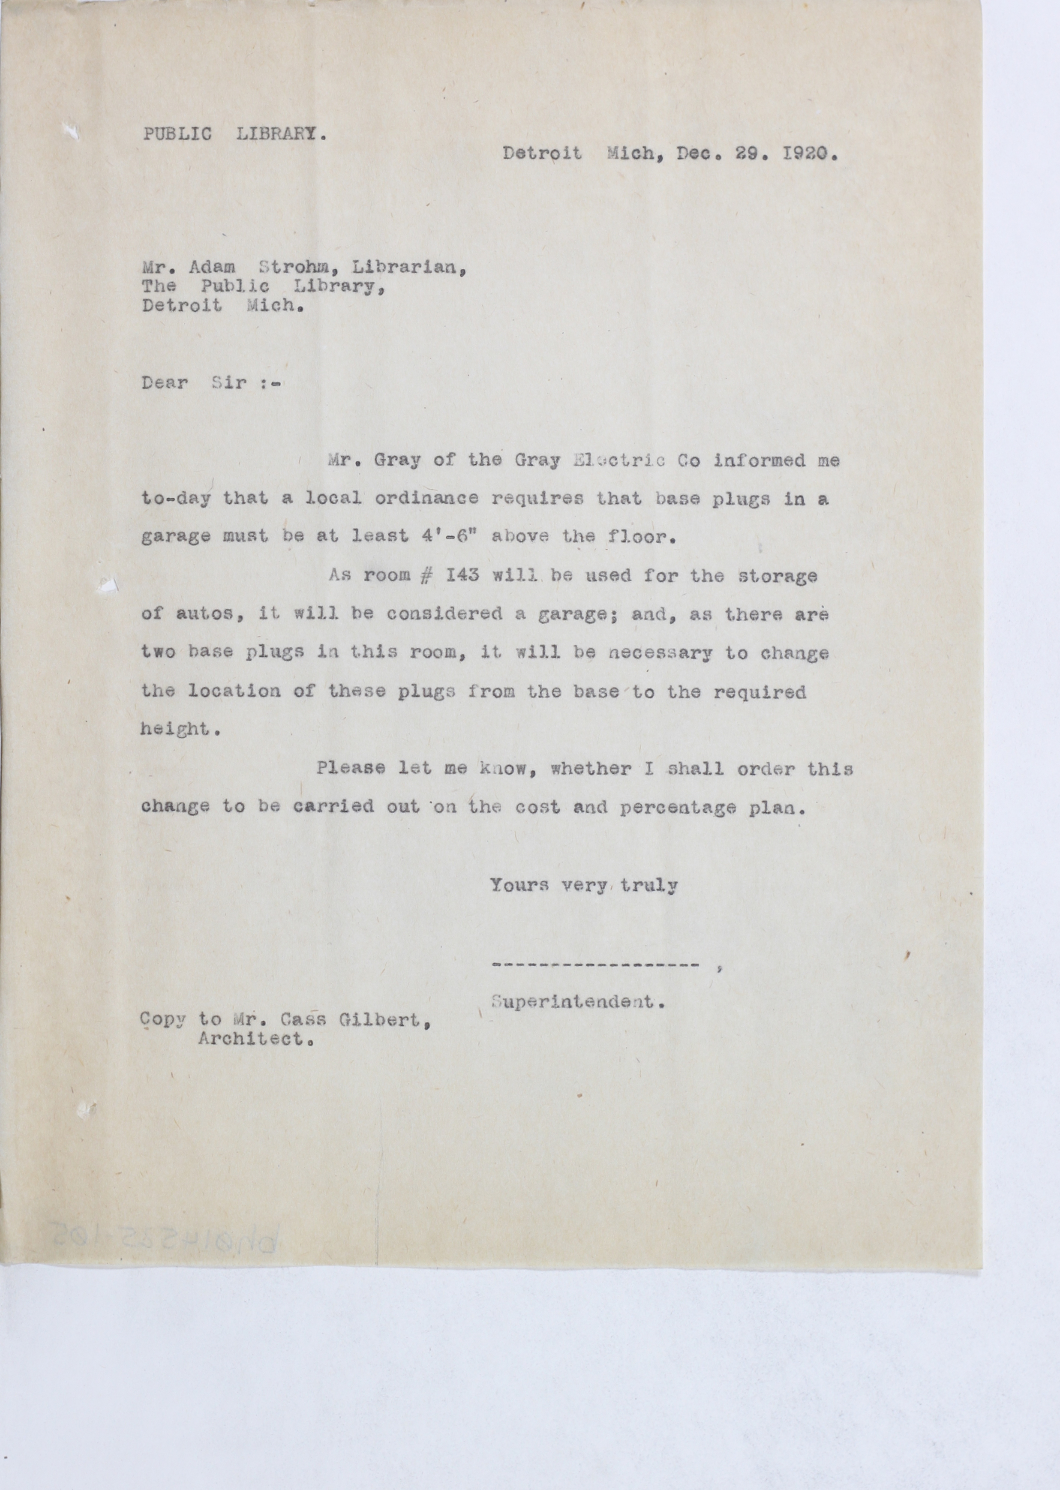 PUBLIC LIBRARY.
Detroit Mich, Dec. 29. I920.
Mr. Adam Strohm, Librarian,
The Public Library,
Detroit Mich.
Dear Sir :-
Mr. Gray of the Gray Electric Co informed me
to-day that a local ordinance requires that base plugs in a
garage must be at least 4'-6" above the floor.
As room # I43 will be used for the storage
of autos, it will be considered a garage; and, as there are
two base plugs in this room, it will be necessary to change
the location of these plugs from the base to the required
height.
Please let me know, whether I shall order this
change to be carried out on the cost and percentage plan.
Yours very truly
------------------ ,
Superintendent.
Copy to Mr. Cass Gilbert,
Architect.